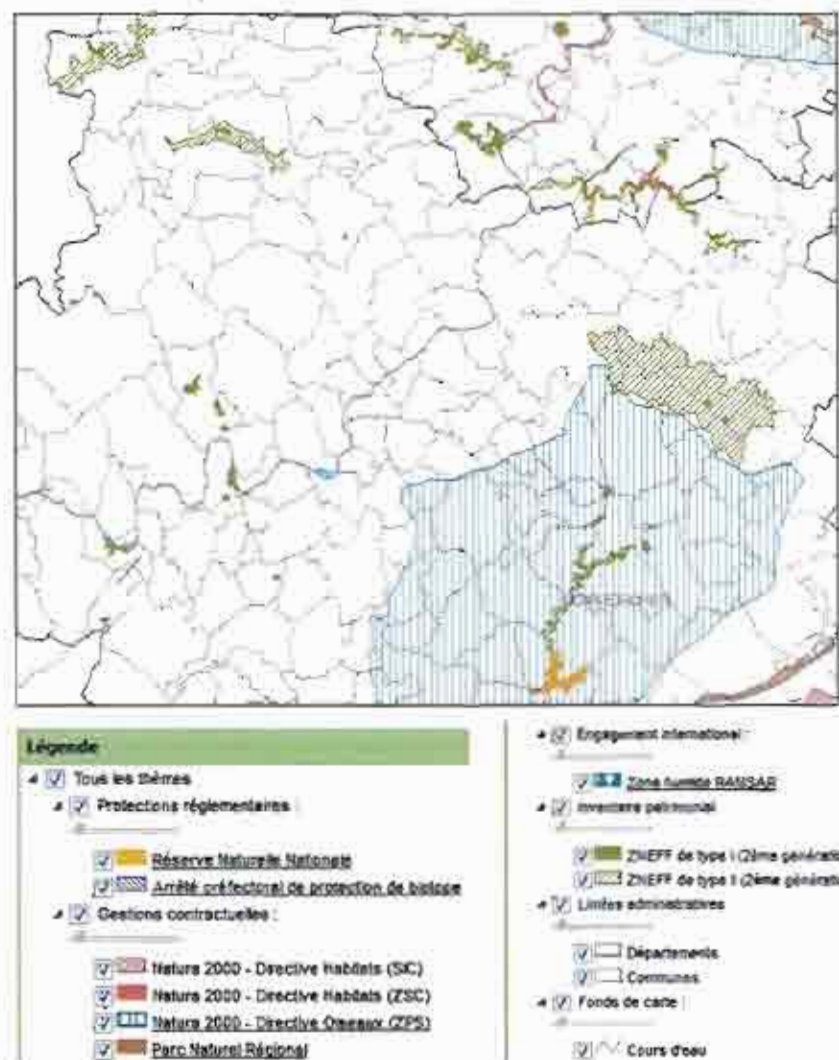 Légende
Tous les thèmes
Protections réglementaires :
Réserve Naturelle Nationale
Arrêté préfectoral de protection de biotope
Gestions contractuelles :
Natura 2000 - Directive Habitats (SIC)
Natura 2000 - Directive Habitats (ZSC)
Natura 2000 - Directive Oiseaux (ZPS)
Parc Naturel Régional
Engagement international :
Zone humide RAMSAR
Inventaire patrimonial
ZNIEFF de type I (2ème génératio
ZNIEFF de type II (2ème génératio
Limites administratives
Départements
Communes
Fonds de carte :
Cours d'eau